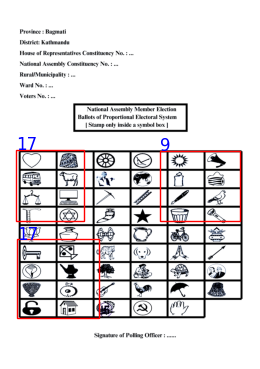 Province : Bagmati
District: Kathmandu
House of Representatives Constituency No. : ...
National Assembly Constituency No. : ...
Rural/Municipality : ...
Ward No. : ...
Voters No. : ...
National Assembly Member Election
Ballots of Proportional Electoral System
[ Stamp only inside a symbol box ]
17
9
17
Signature of Polling Officer : ......